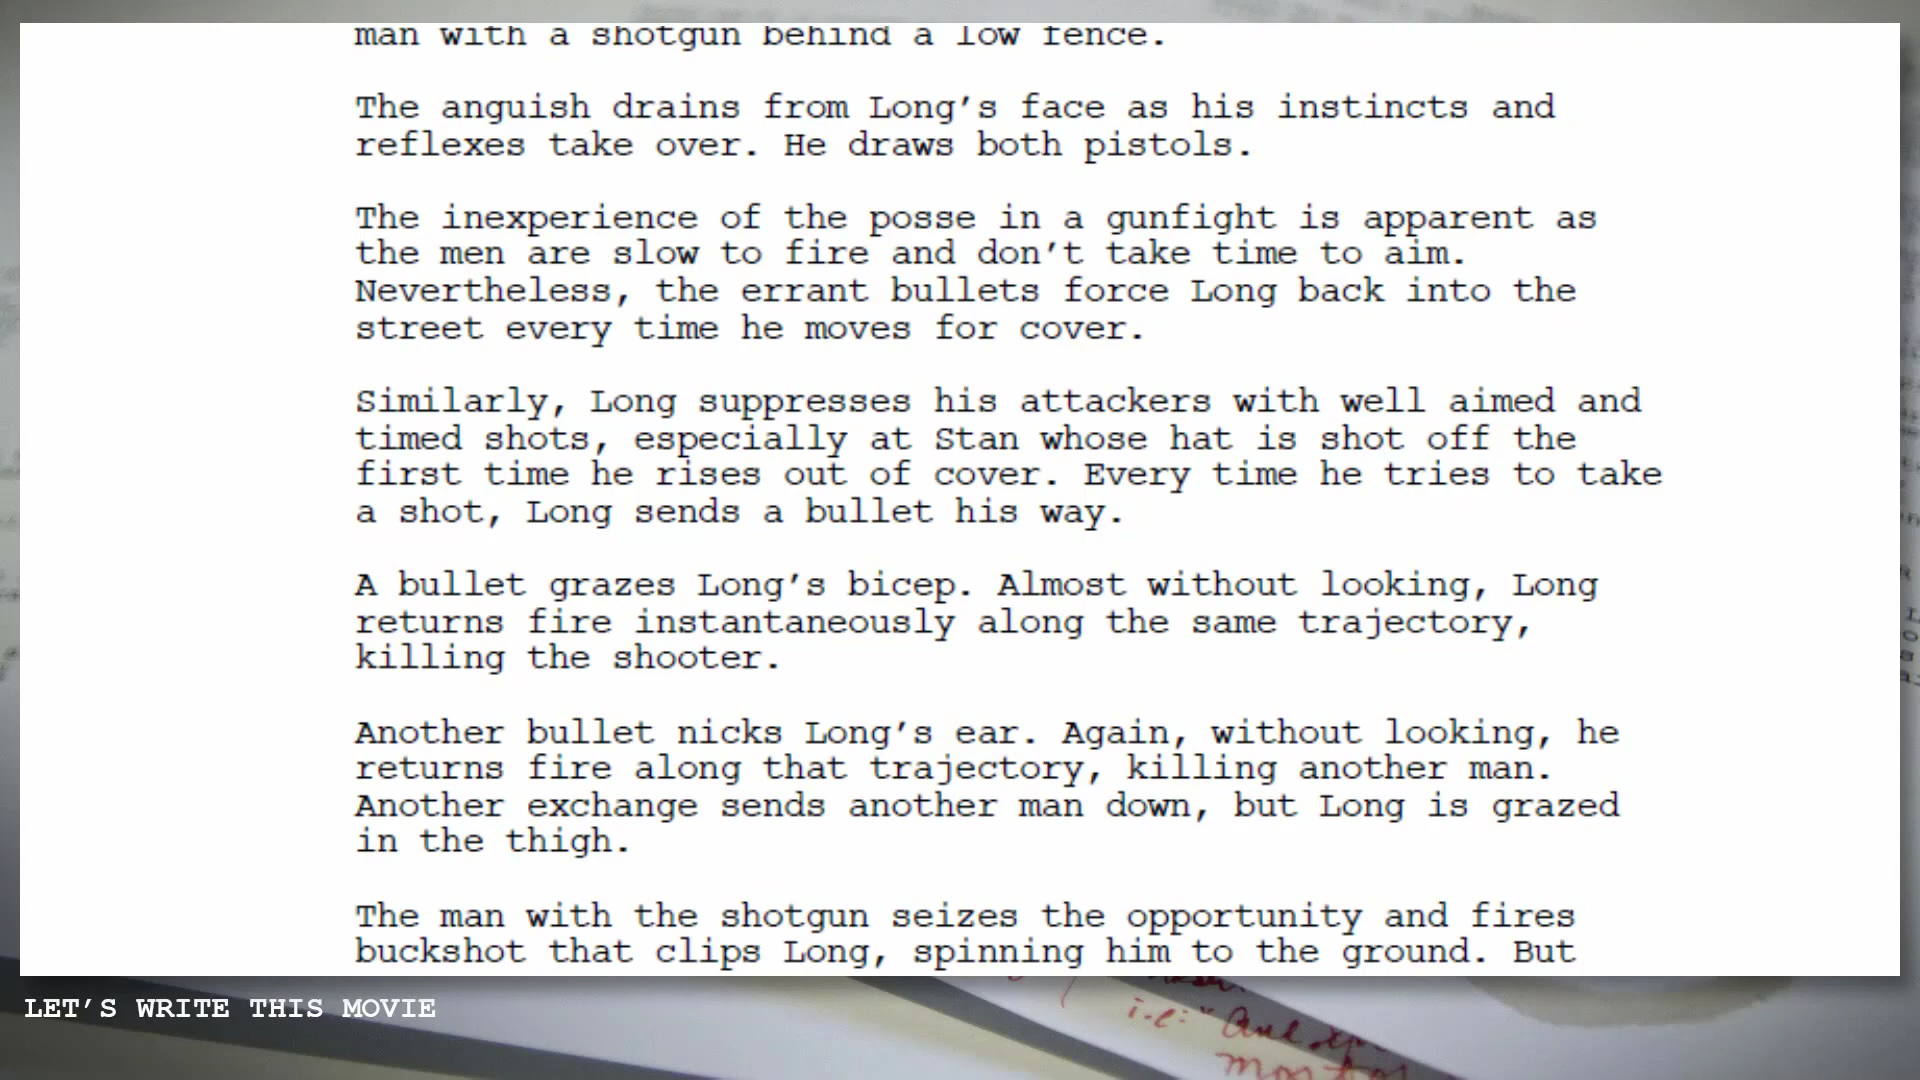 man with a shotgun behind a low fence.
The anguish drains from Long's face as his instincts and
reflexes take over. He draws both pistols.
The inexperience of the posse in a gunfight is apparent as
the men are slow to fire and don't take time to aim.
Nevertheless, the errant bullets force Long back into the
street every time he moves for cover.
Similarly, Long suppresses his attackers with well aimed and
timed shots, especially at Stan whose hat is shot off the
first time he rises out of cover. Every time he tries to take
a shot, Long sends a bullet his way.
A bullet grazes Long's bicep. Almost without looking, Long
returns fire instantaneously along the same trajectory,
killing the shooter.
Another bullet nicks Long's ear. Again, without looking, he
returns fire along that trajectory, killing another man.
Another exchange sends another man down, but Long is grazed
in the thigh.
The man with the shotgun seizes the opportunity and fires
buckshot that clips Long, spinning him to the ground. But
LET'S WRITE THIS MOVIE
i.e: "And